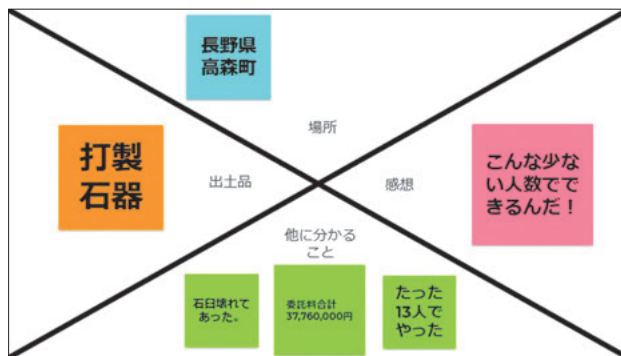 長野県
高森町
場所
打製
石器
出土品
感想
こんな少な
い人数でで
きるんだ！
他に分かる
こと
石臼壊れて
あった。
委託料合計
37,760,000円
たった
13人で
やった